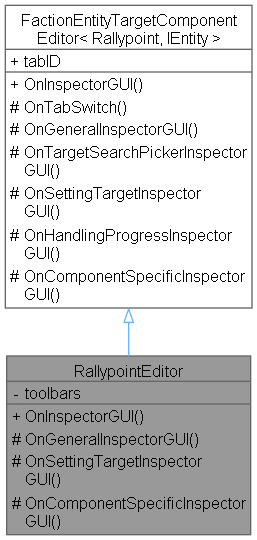 FactionEntityTargetComponent
Editor< Rallypoint, IEntity >
+ tabID
+ OnInspectorGUI()
# OnTabSwitch()
# OnGeneralInspectorGUI()
# OnTargetSearchPickerInspector
GUI()
# OnSettingTargetInspector
GUI()
# OnHandlingProgressInspector
GUI()
# OnComponentSpecificInspector
GUI()
RallypointEditor
- toolbars
+ OnInspectorGUI()
# OnGeneralInspectorGUI()
# OnSettingTargetInspector
GUI()
# OnComponentSpecificInspector
GUI()